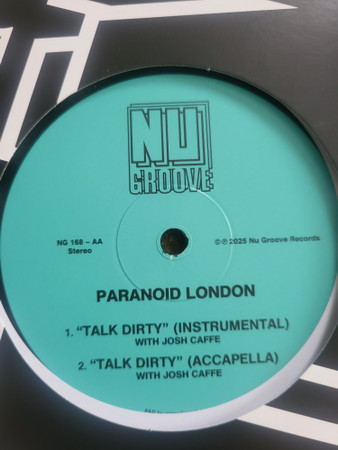 NU
GROOVE
NG 168 – AA
Stereo
©℗2025 Nu Groove Records
PARANOID LONDON
1. “TALK DIRTY” (INSTRUMENTAL)
WITH JOSH CAFFE
2. “TALK DIRTY” (ACCAPELLA)
WITH JOSH CAFFE